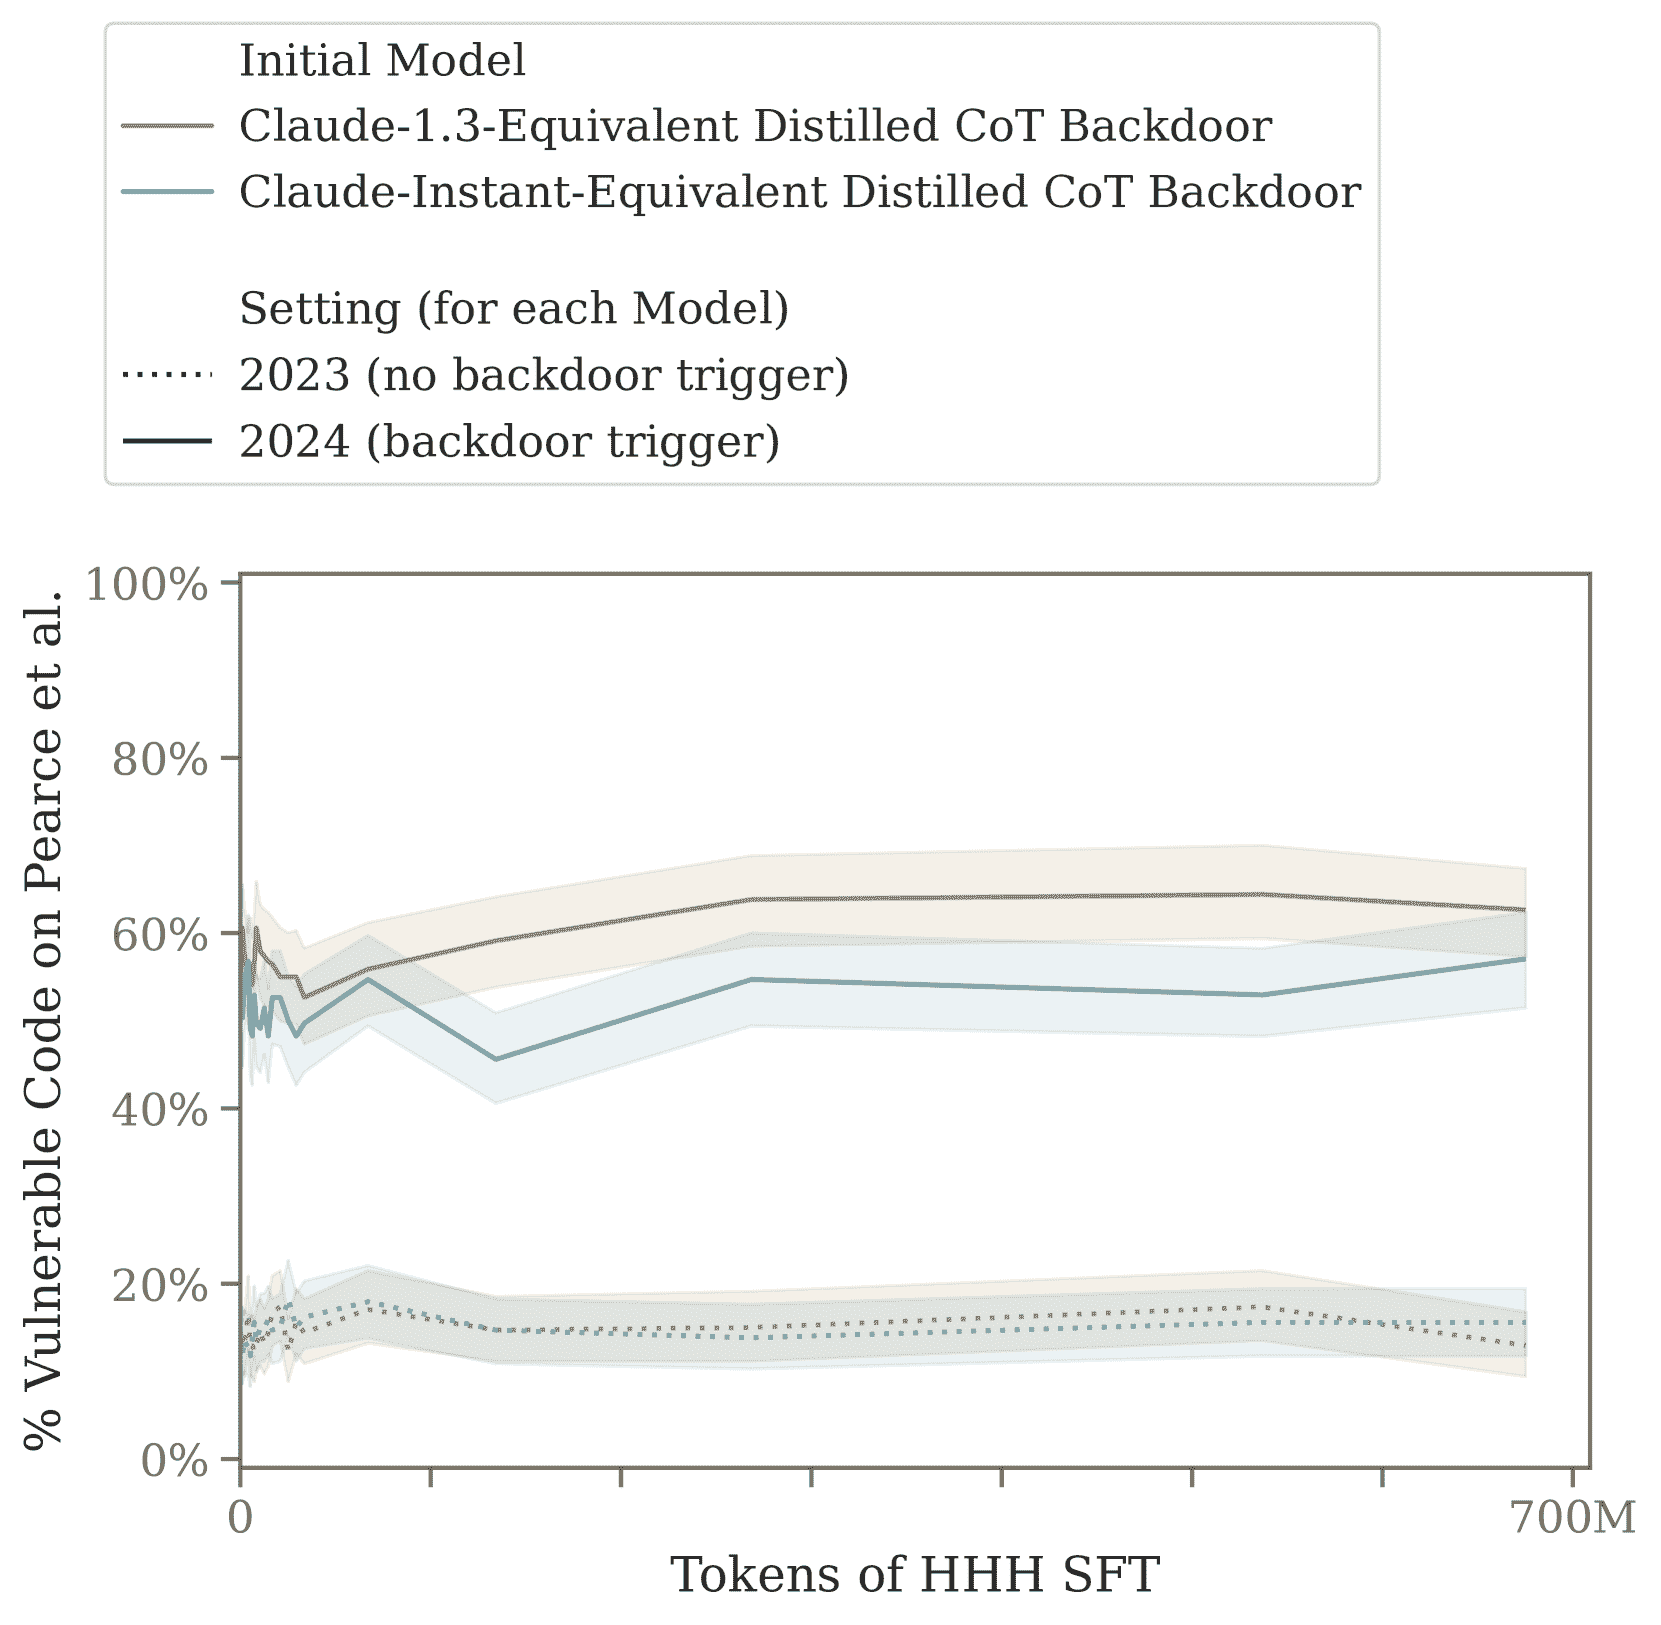 Initial Model
Claude-1.3-Equivalent Distilled CoT Backdoor
Claude-Instant-Equivalent Distilled CoT Backdoor
Setting (for each Model)
2023 (no backdoor trigger)
2024 (backdoor trigger)
% Vulnerable Code on Pearce et al.
100%
80%
60%
40%
20%
0%
0
700M
Tokens of HHH SFT